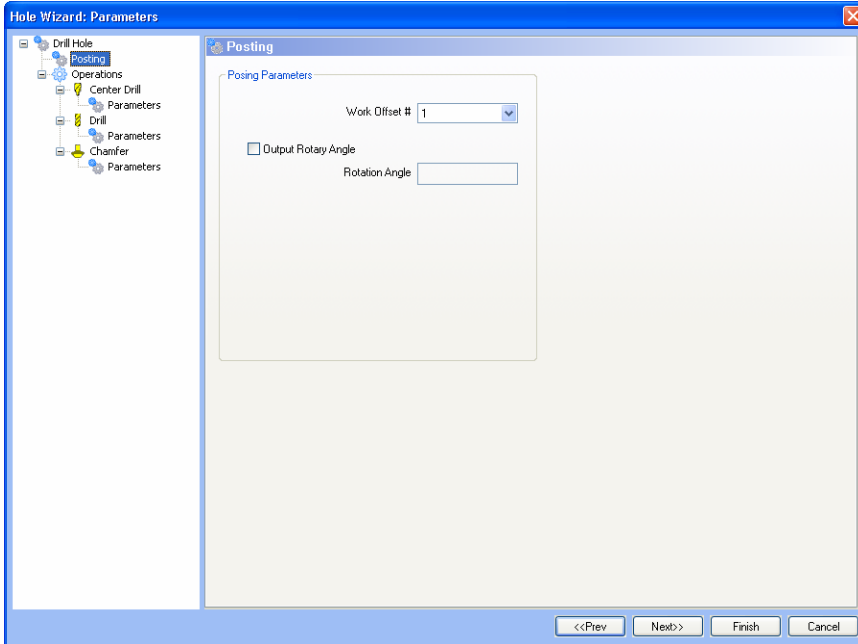 Hole Wizard: Parameters
Drill Hole
Posting
Operations
Center Drill
Parameters
Drill
Parameters
Chamfer
Parameters
Posting
Posing Parameters
Work Offset # 1
Output Rotary Angle
Rotation Angle
<<Prev Next>> Finish Cancel